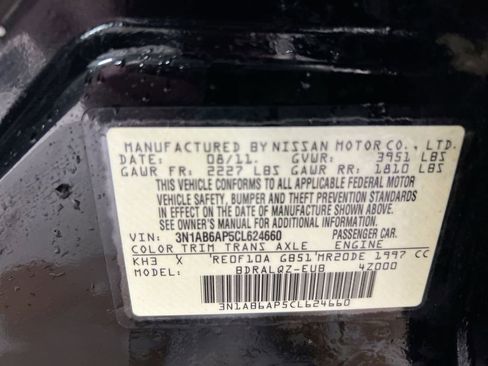 MANUFACTURED BY NISSAN MOTOR CO., LTD.
DATE: 08/11. GVWR: 3951 LBS
GAWR FR: 2227 LBS GAWR RR: 1810 LBS
THIS VEHICLE CONFORMS TO ALL APPLICABLE FEDERAL MOTOR
VEHICLE SAFETY, BUMPER AND THEFT PREVENTION STANDARDS
IN EFFECT ON THE DATE OF MANUFACTURE SHOWN ABOVE.
SEE OWNER'S MANUAL FOR ADDITIONAL INFORMATION.
VIN: 3N1AB6AP5CL624660 PASSENGER CAR.
COLOR TRIM TRANS AXLE ENGINE
KH3 X RE0F10A GB51 MR20DE 1997 CC
MODEL: BDRALQZ-EUB 4Z000
3N1AB6AP5CL624660